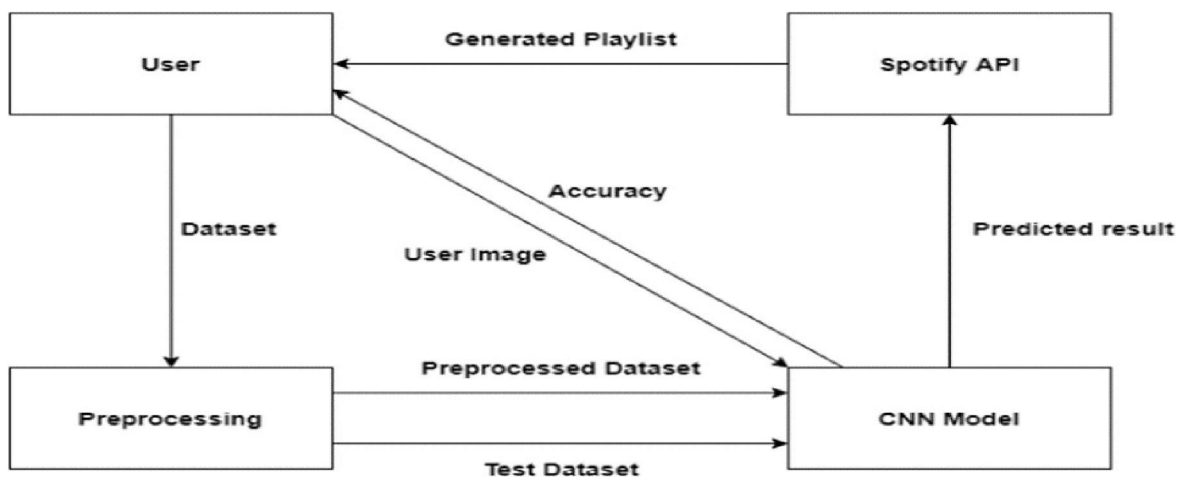 Generated Playlist
User
Spotify API
Accuracy
Dataset
User Image
Predicted result
Preprocessed Dataset
Preprocessing
CNN Model
Test Dataset